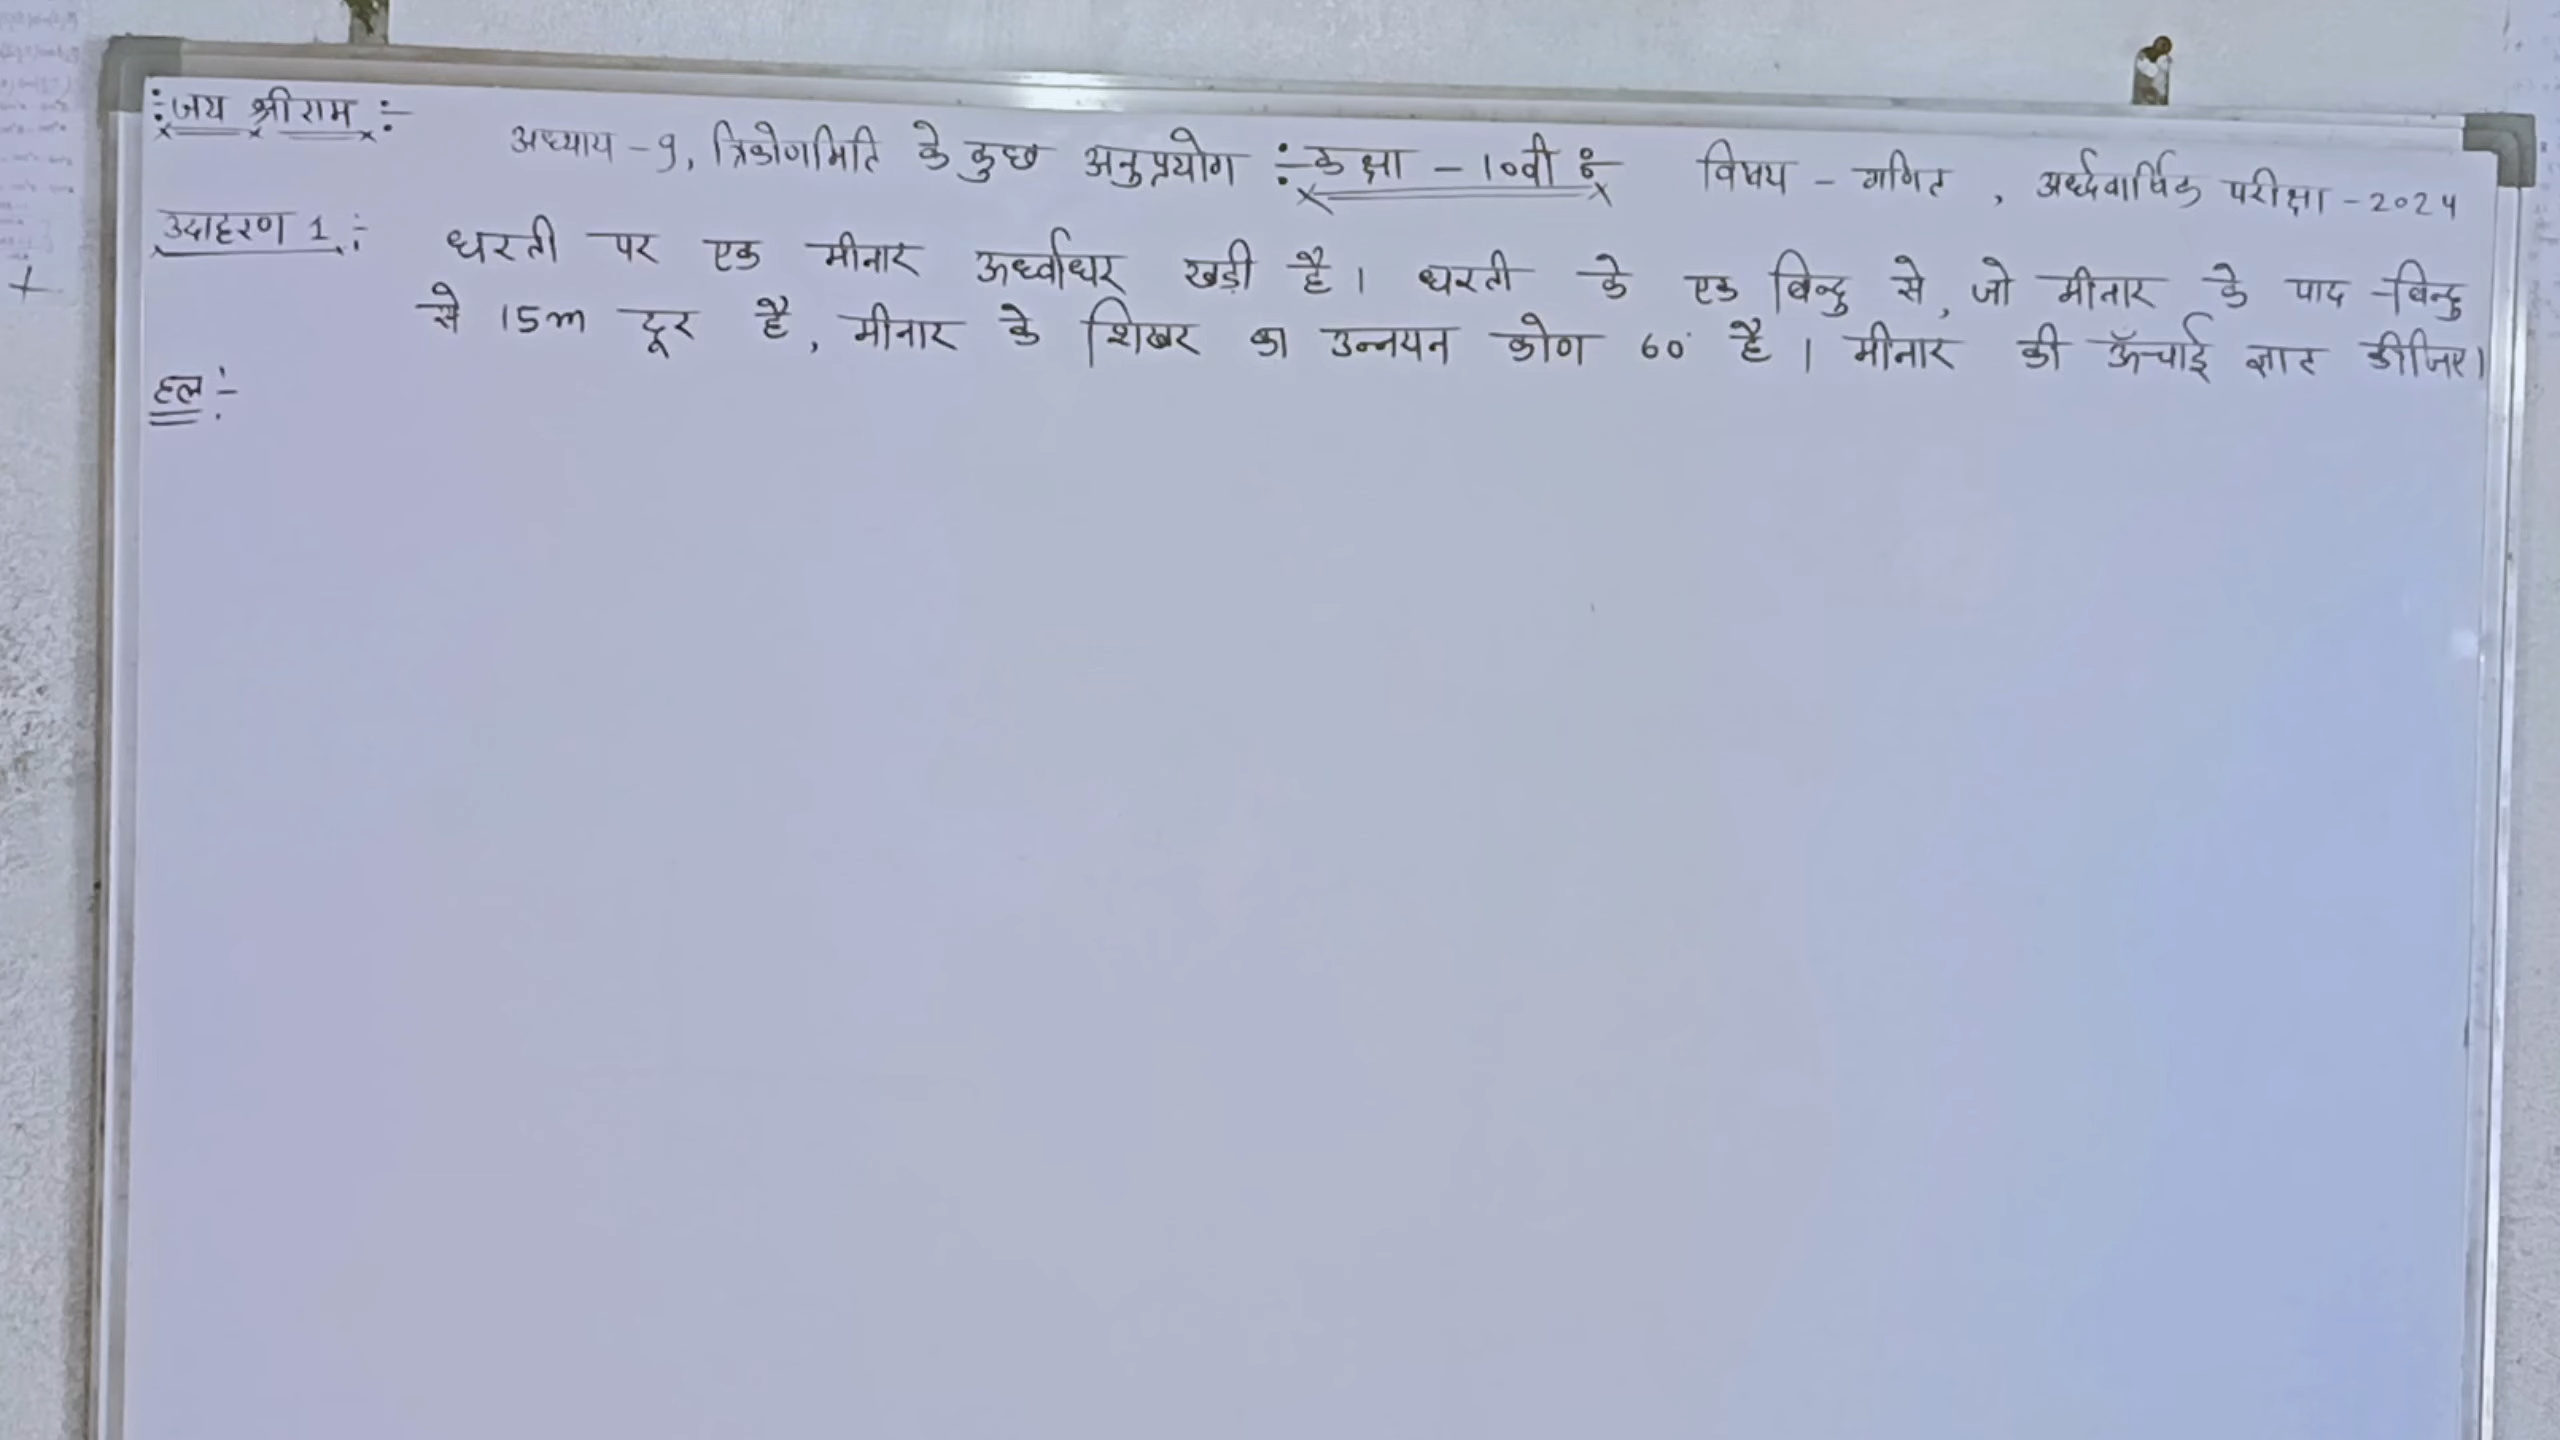 ÷ जय श्रीराम :-
अध्याय - 9, त्रिकोणमिति के कुछ अनुप्रयोग ÷ कक्षा - 10वी ÷ विषय - गणित, अर्धवार्षिक परीक्षा - 2024
उदाहरण 1 :- धरती पर एक मीनार ऊर्ध्वाधर खड़ी है। धरती के एक बिन्दु से, जो मीनार के पाद-बिन्दु
से 15m दूर है, मीनार के शिखर का उन्नयन कोण 60° है। मीनार की ऊँचाई ज्ञात कीजिए।
हल :-